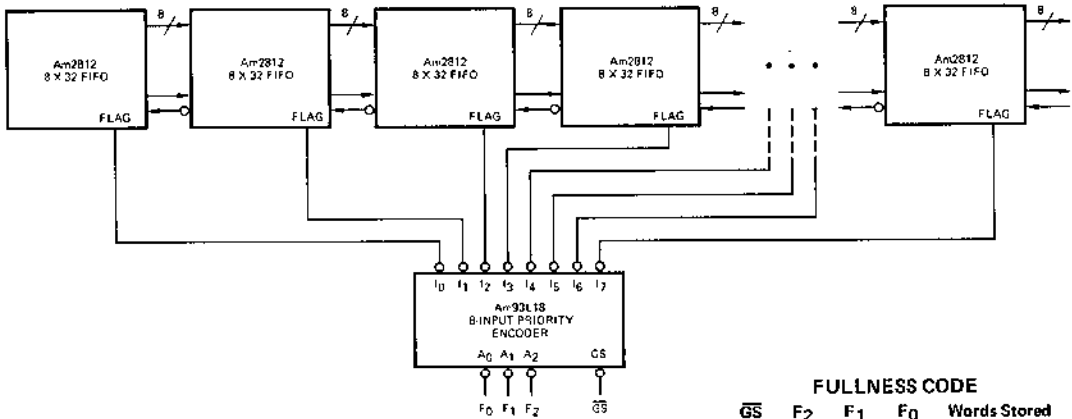 8 8 8 8 8 8 8
Am2812
8 X 32 FIFO
FLAG
Am2812
8 X 32 FIFO
FLAG
Am2812
8 X 32 FIFO
FLAG
Am2812
8 X 32 FIFO
FLAG
Am2812
8 X 32 FIFO
FLAG
I0 I1 I2 I3 I4 I5 I6 I7
Am93L18
8-INPUT PRIORITY
ENCODER
A0 A1 A2 GS
F0 F1 F2 G̅S̅
FULLNESS CODE
G̅S̅ F2 F1 F0 Words Stored